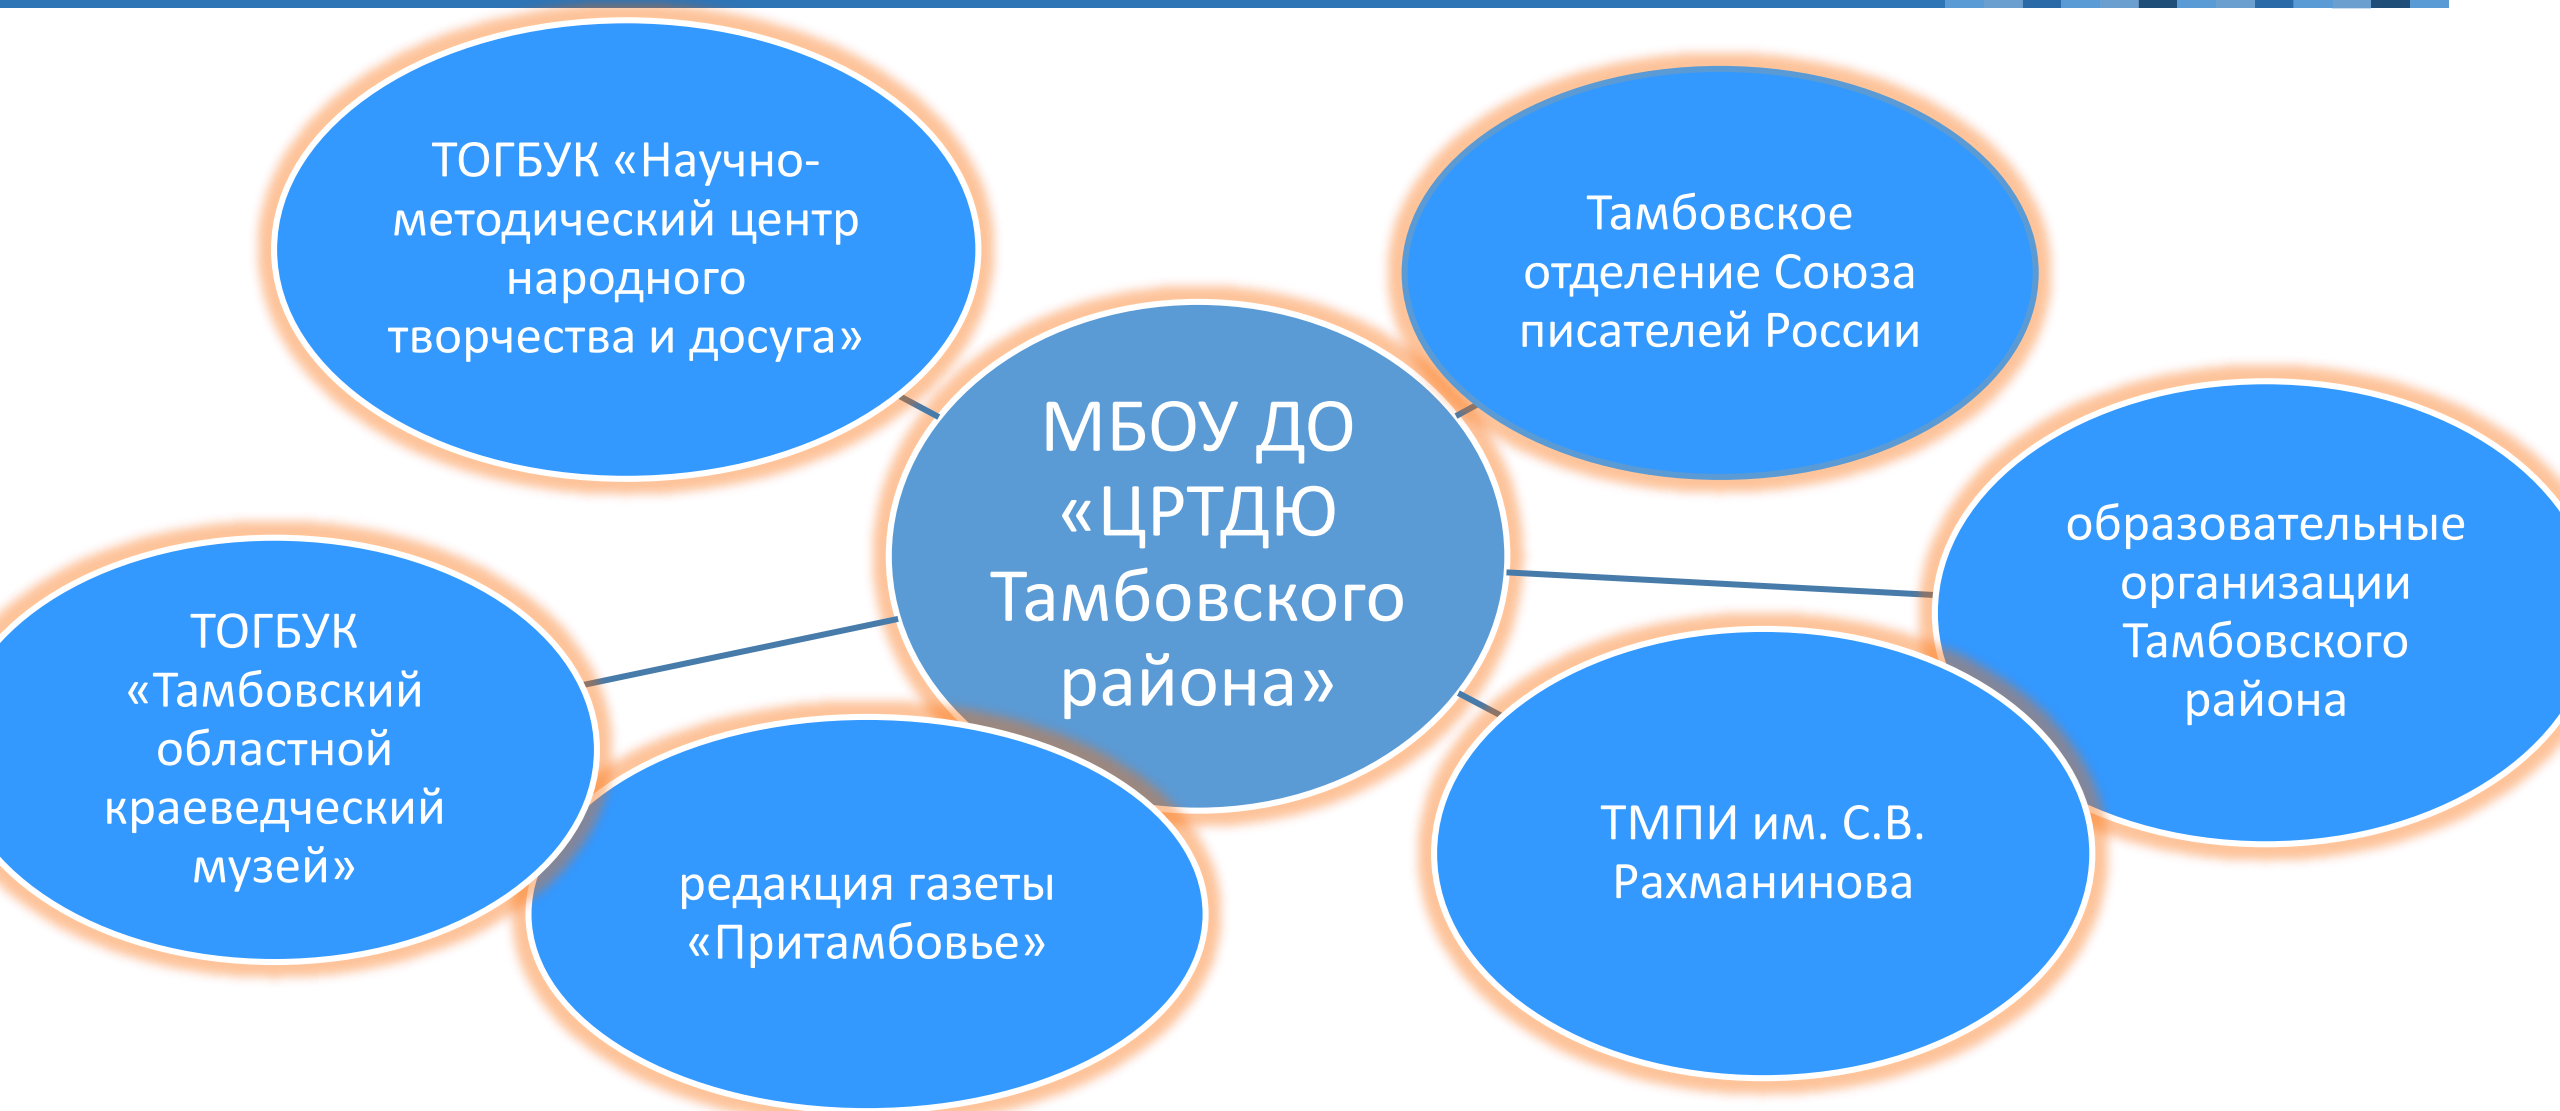 ТОГБУК «Научно-
методический центр
народного
творчества и досуга»
Тамбовское
отделение Союза
писателей России
МБОУ ДО
«ЦРТДЮ
Тамбовского
района»
образовательные
организации
Тамбовского
района
ТОГБУК
«Тамбовский
областной
краеведческий
музей»
редакция газеты
«Притамбовье»
ТМПИ им. С.В.
Рахманинова